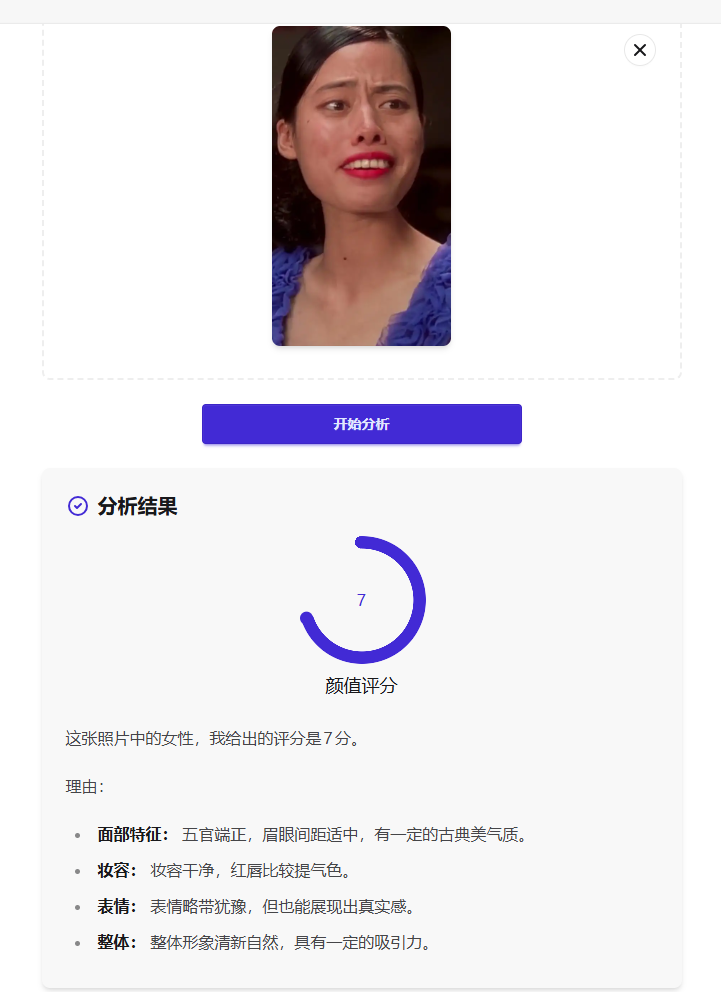 开始分析
分析结果
7
颜值评分
这张照片中的女性，我给出的评分是7分。
理由：
面部特征： 五官端正，眉眼间距适中，有一定的古典美气质。
妆容： 妆容干净，红唇比较提气色。
表情： 表情略带犹豫，但也能展现出真实感。
整体： 整体形象清新自然，具有一定的吸引力。